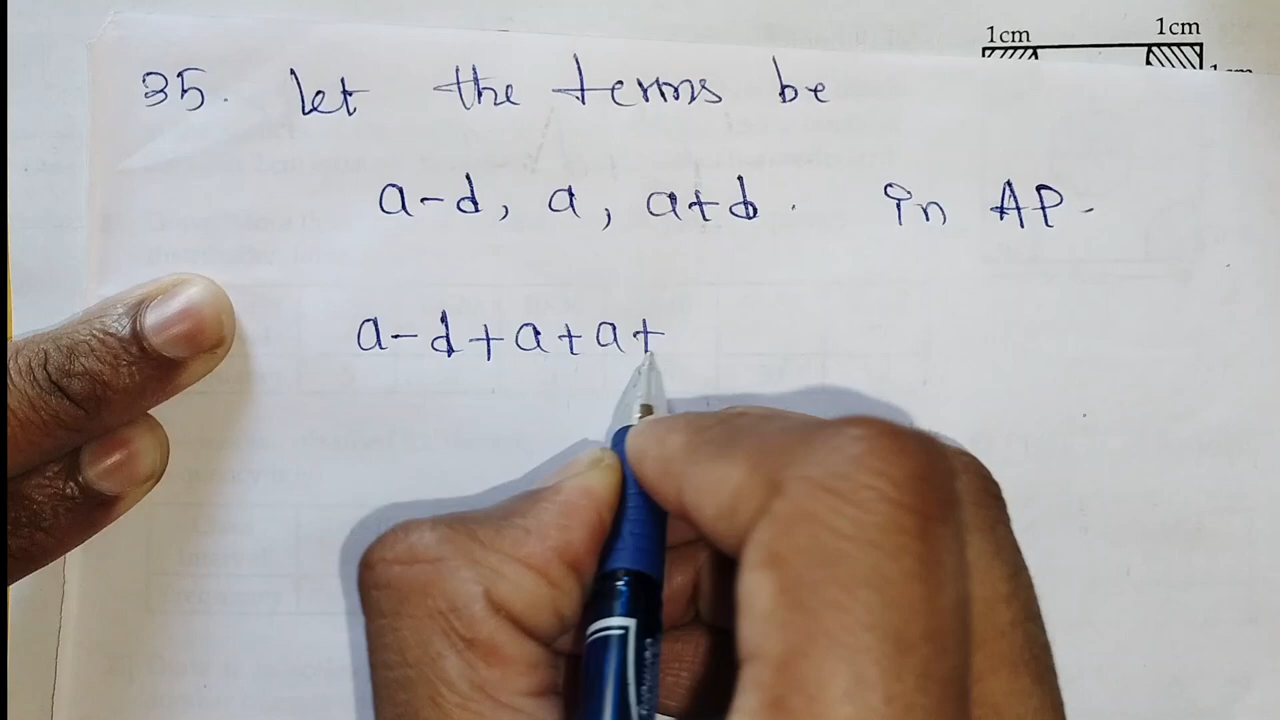 1cm 1cm
35. let the terms be
a-d, a, a+d. in AP.
a-d+a+a+